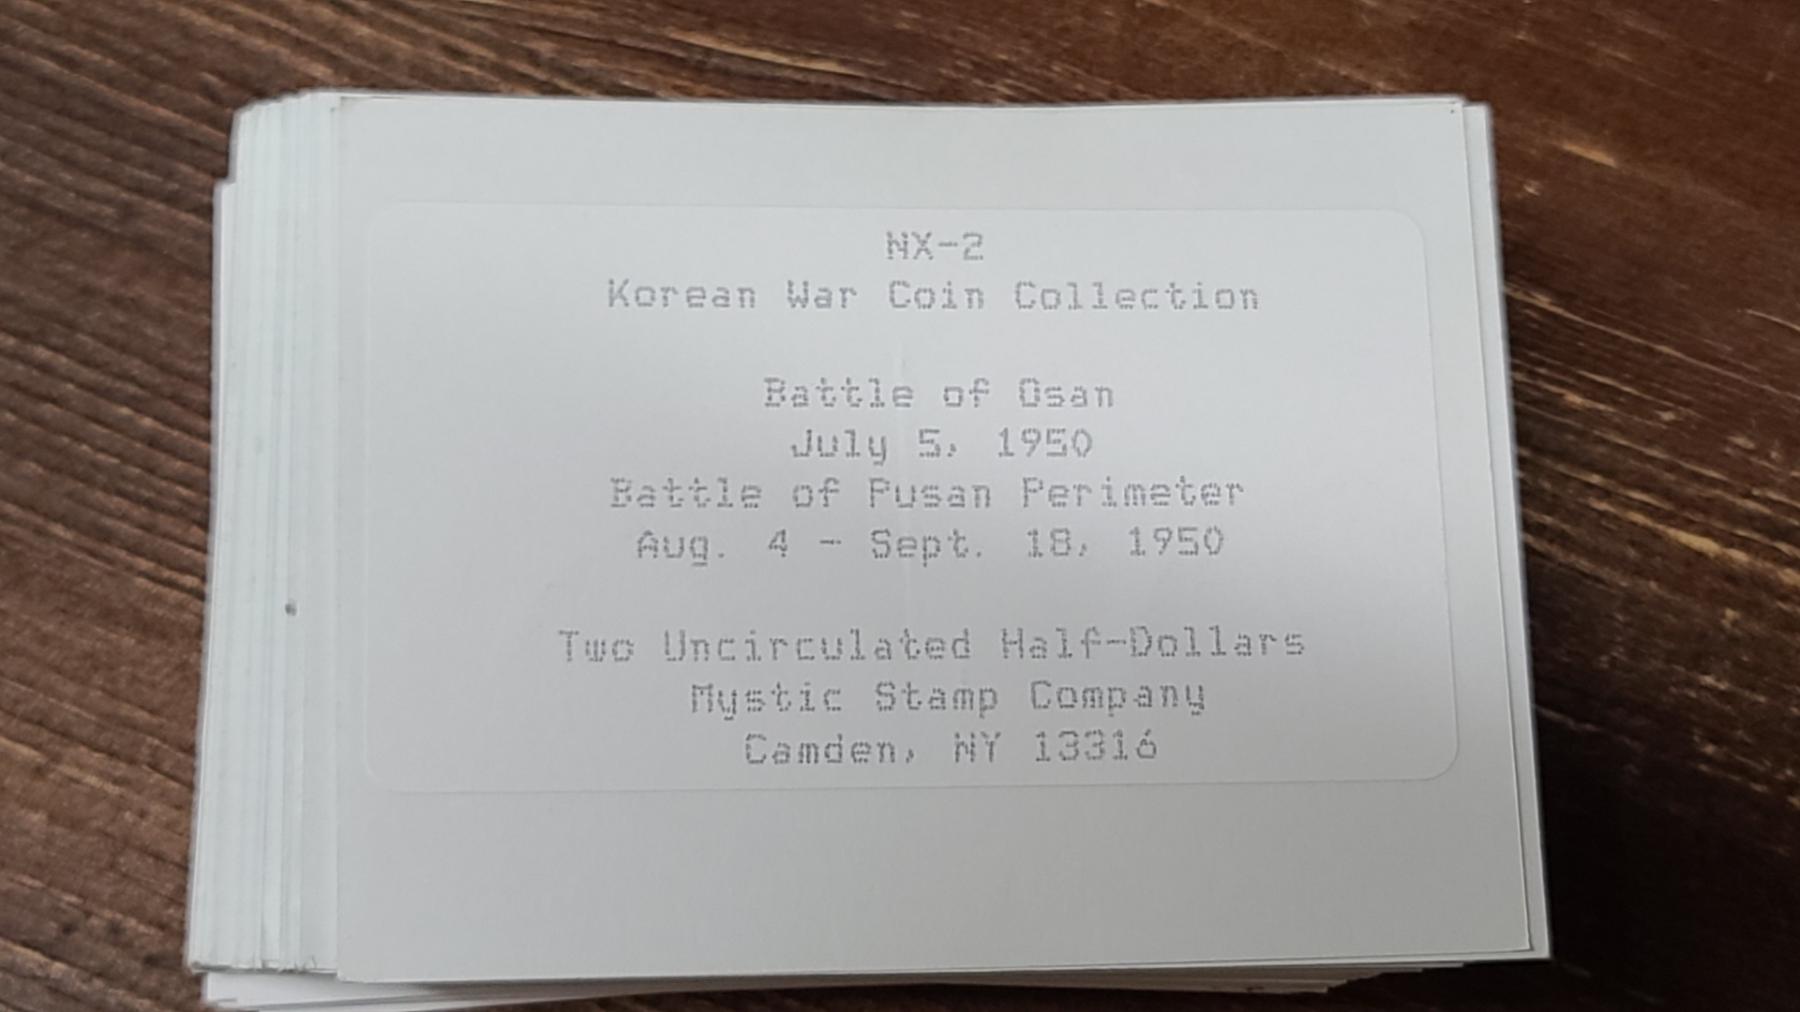 NX-2
Korean War Coin Collection
Battle of Osan
July 5, 1950
Battle of Pusan Perimeter
Aug. 4 - Sept. 18, 1950
Two Uncirculated Half-Dollars
Mystic Stamp Company
Camden, NY 13316